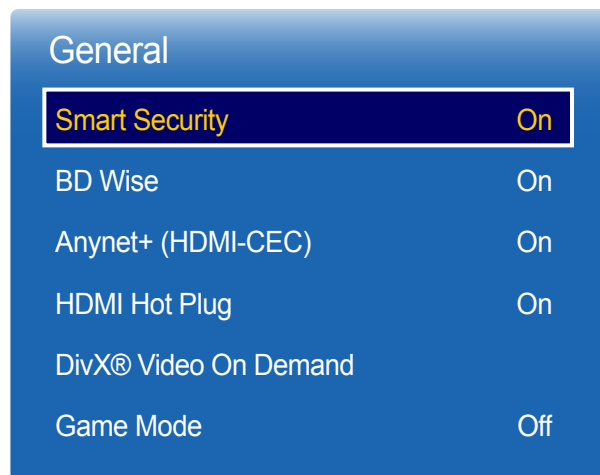 General
Smart Security On
BD Wise On
Anynet+ (HDMI-CEC) On
HDMI Hot Plug On
DivX® Video On Demand
Game Mode Off